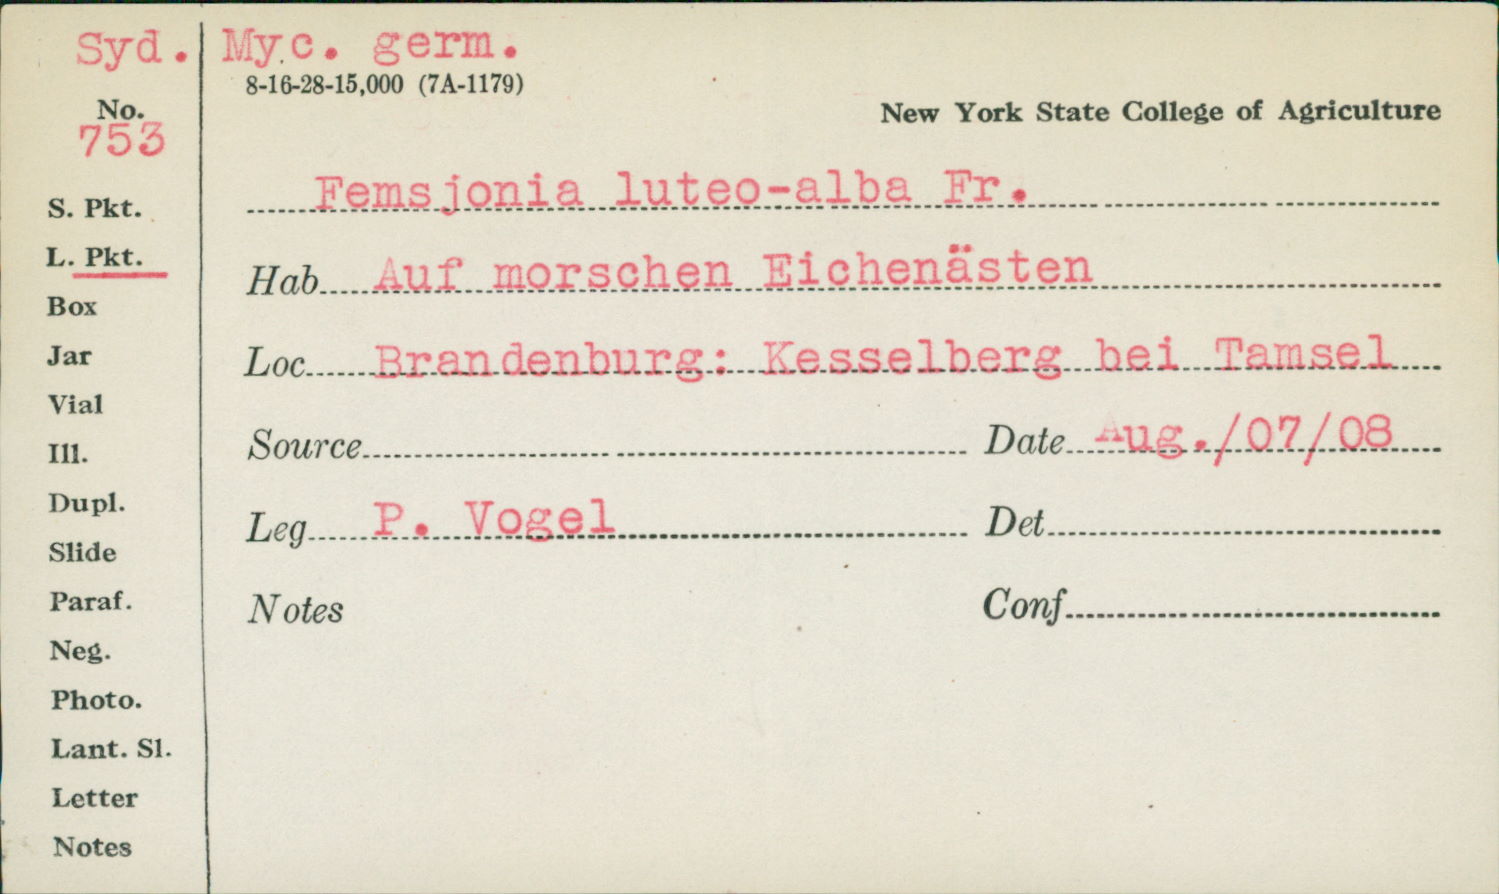 Syd. Myc. germ.
8-16-28-15,000 (7A-1179)
No.
753
New York State College of Agriculture
Femsjonia luteo-alba Fr.
S. Pkt.
L. Pkt.
Hab Auf morschen Eichenästen
Box
Jar
Loc Brandenburg: Kesselberg bei Tamsel
Vial
Ill.
Source Date Aug./07/08
Dupl.
Leg P. Vogel Det
Slide
Paraf.
Notes Conf
Neg.
Photo.
Lant. Sl.
Letter
Notes